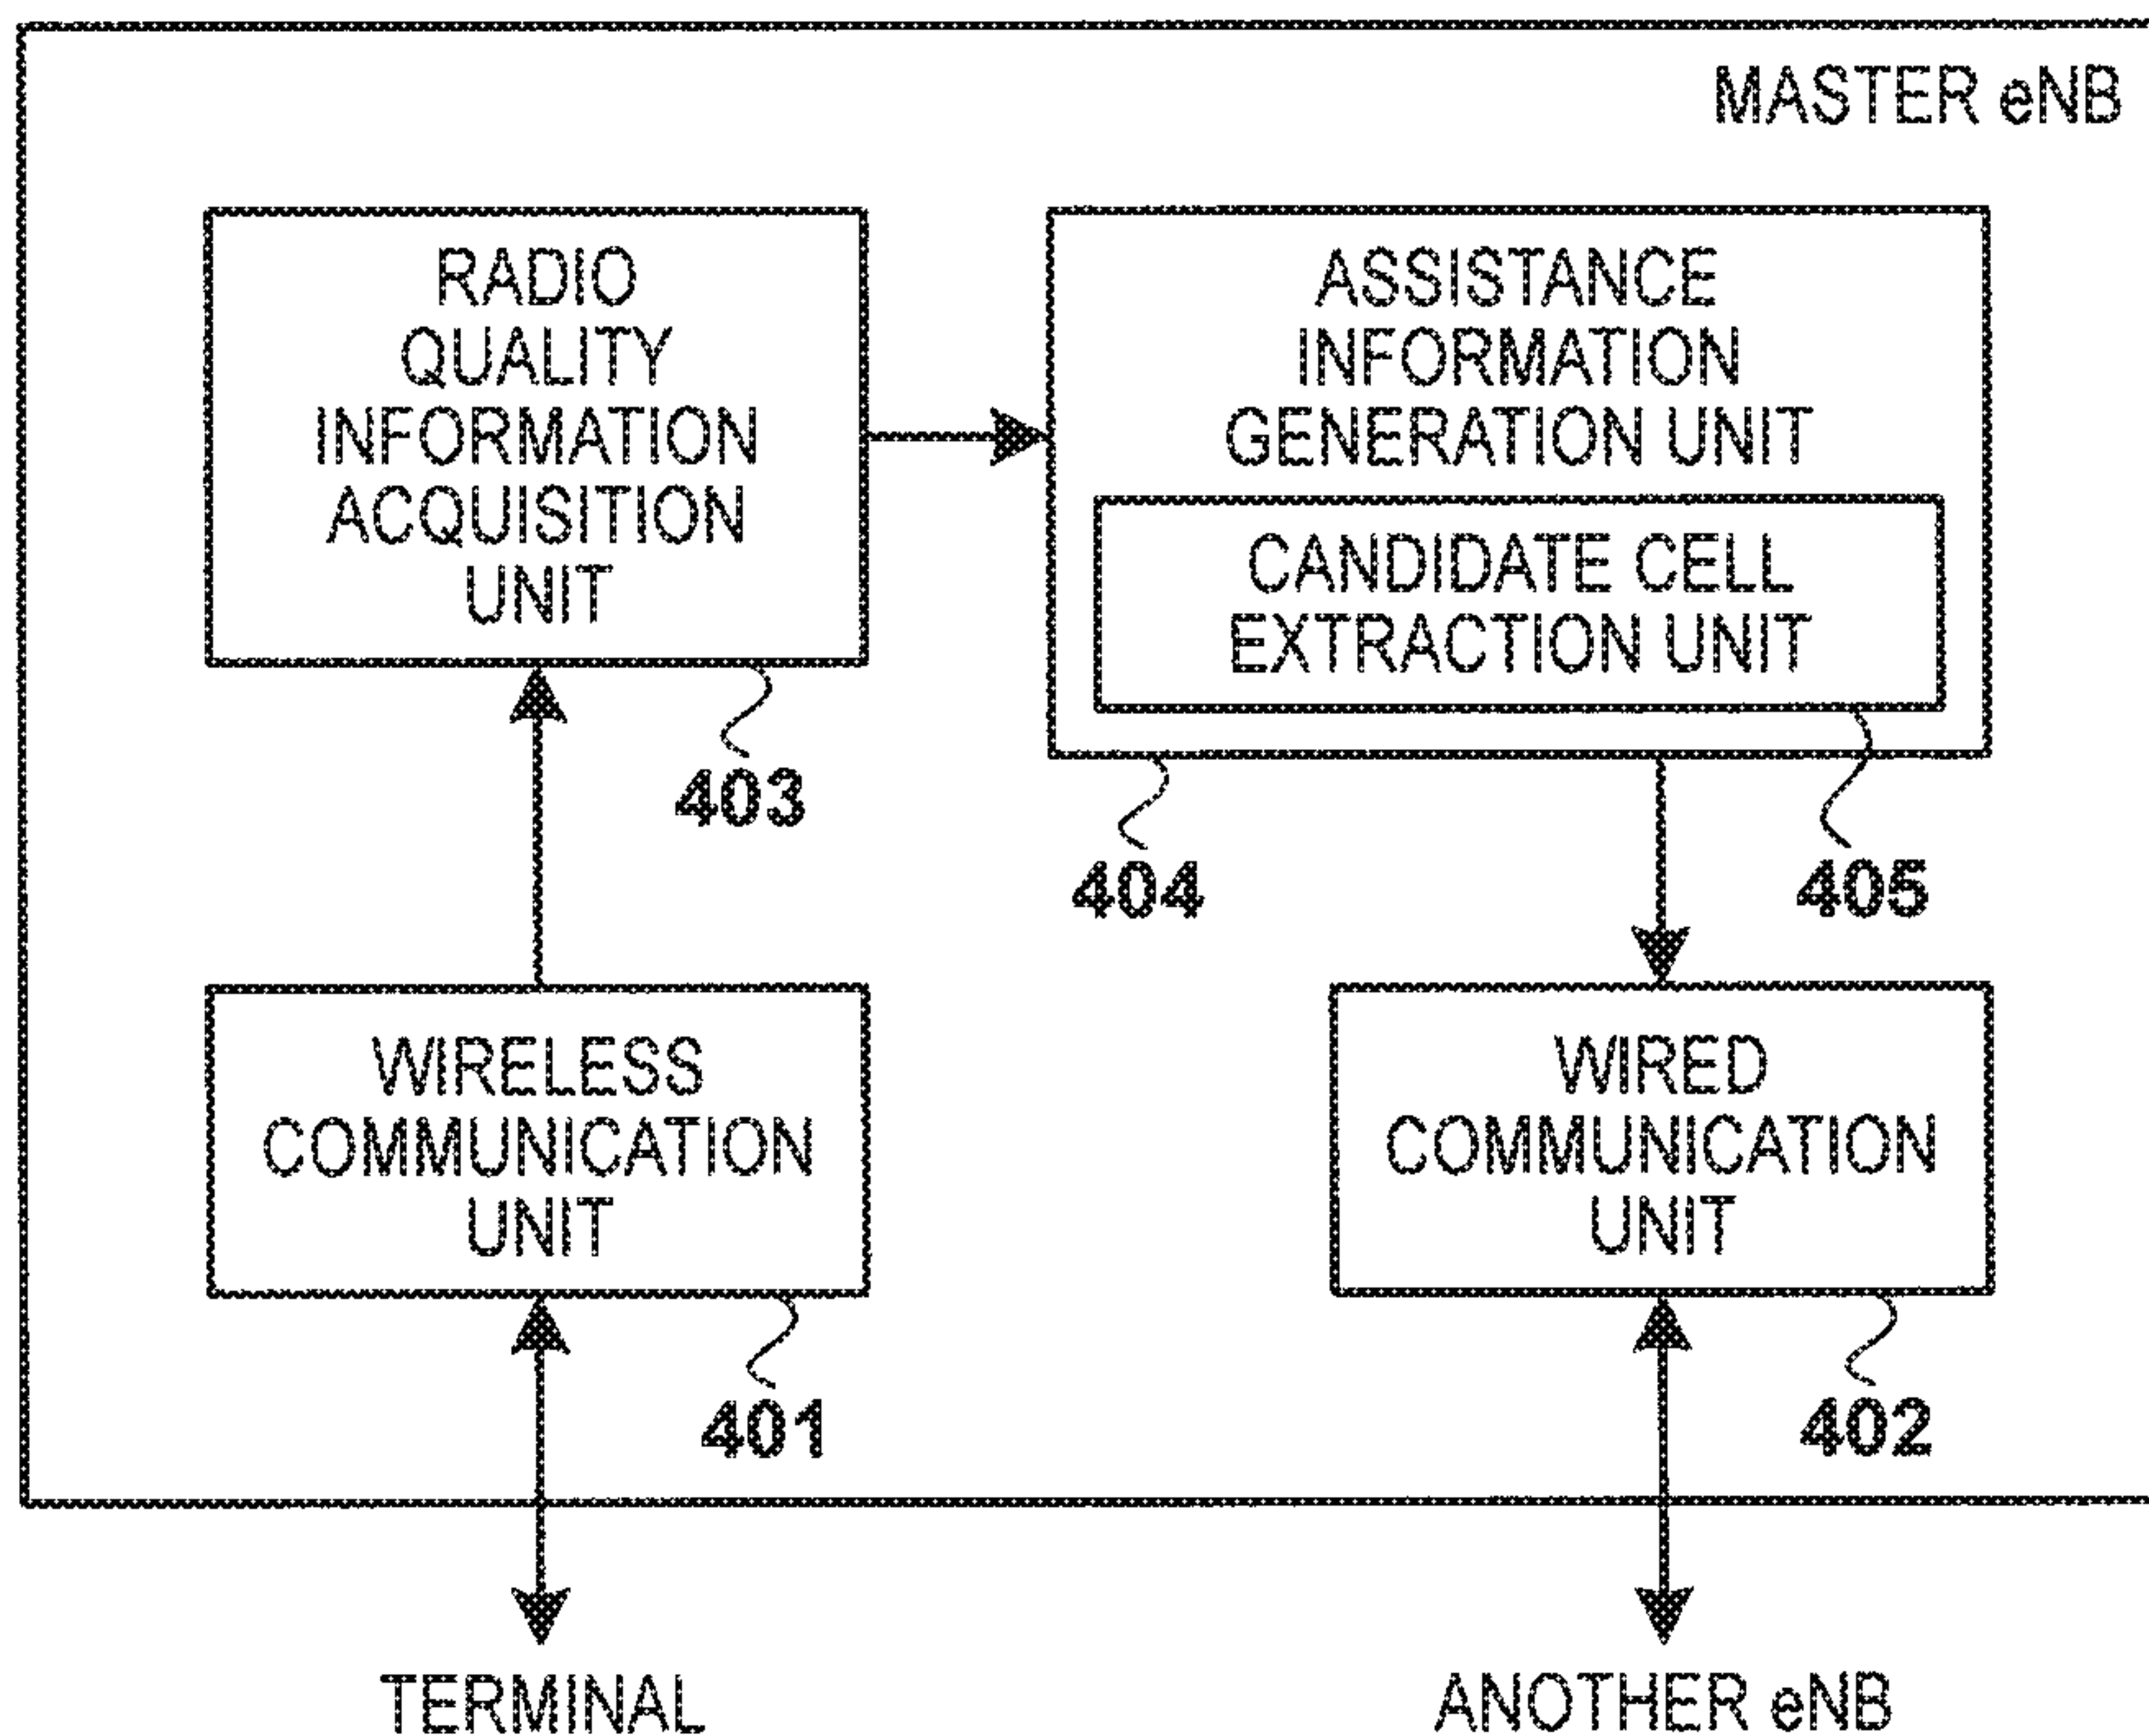 MASTER eNB
RADIO
QUALITY
INFORMATION
ACQUISITION
UNIT
403
ASSISTANCE
INFORMATION
GENERATION UNIT
CANDIDATE CELL
EXTRACTION UNIT
404
405
WIRELESS
COMMUNICATION
UNIT
401
WIRED
COMMUNICATION
UNIT
402
TERMINAL
ANOTHER eNB